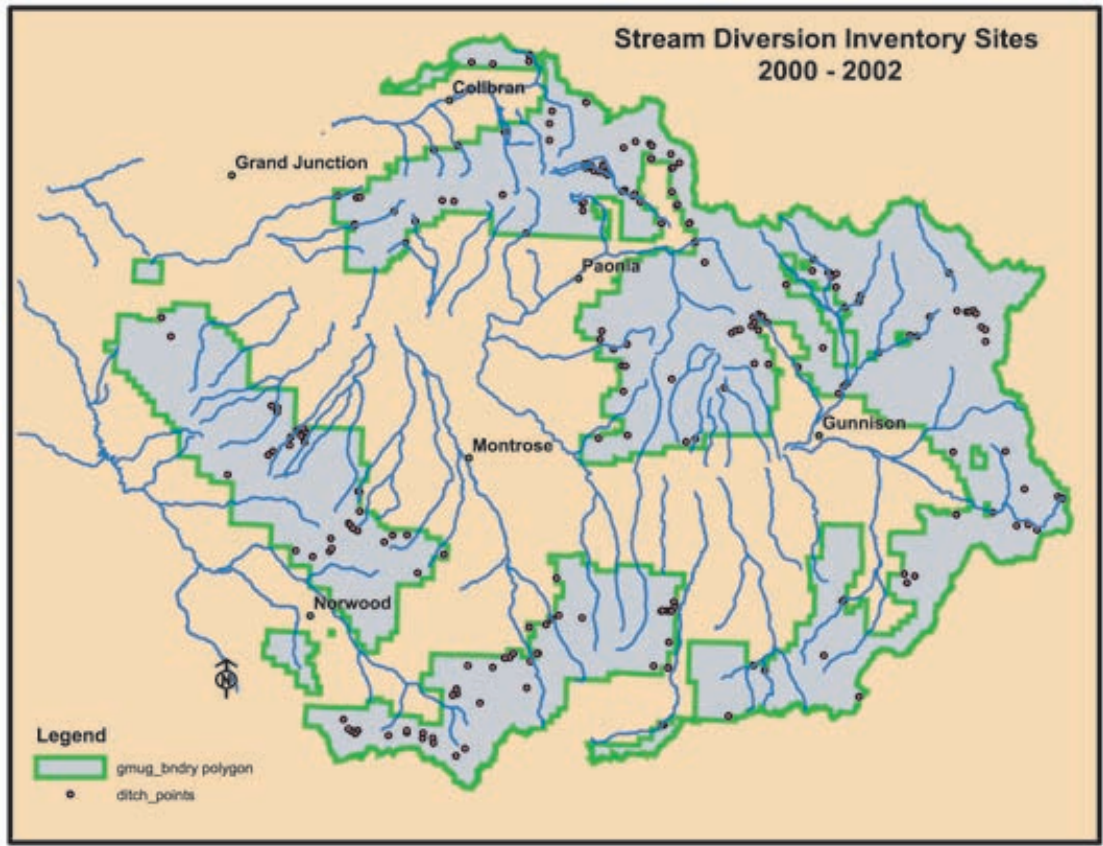 Stream Diversion Inventory Sites
2000 - 2002
Collbran
Grand Junction
Paonia
Gunnison
Montrose
Norwood
N
Legend
gmug_bndry polygon
ditch_points